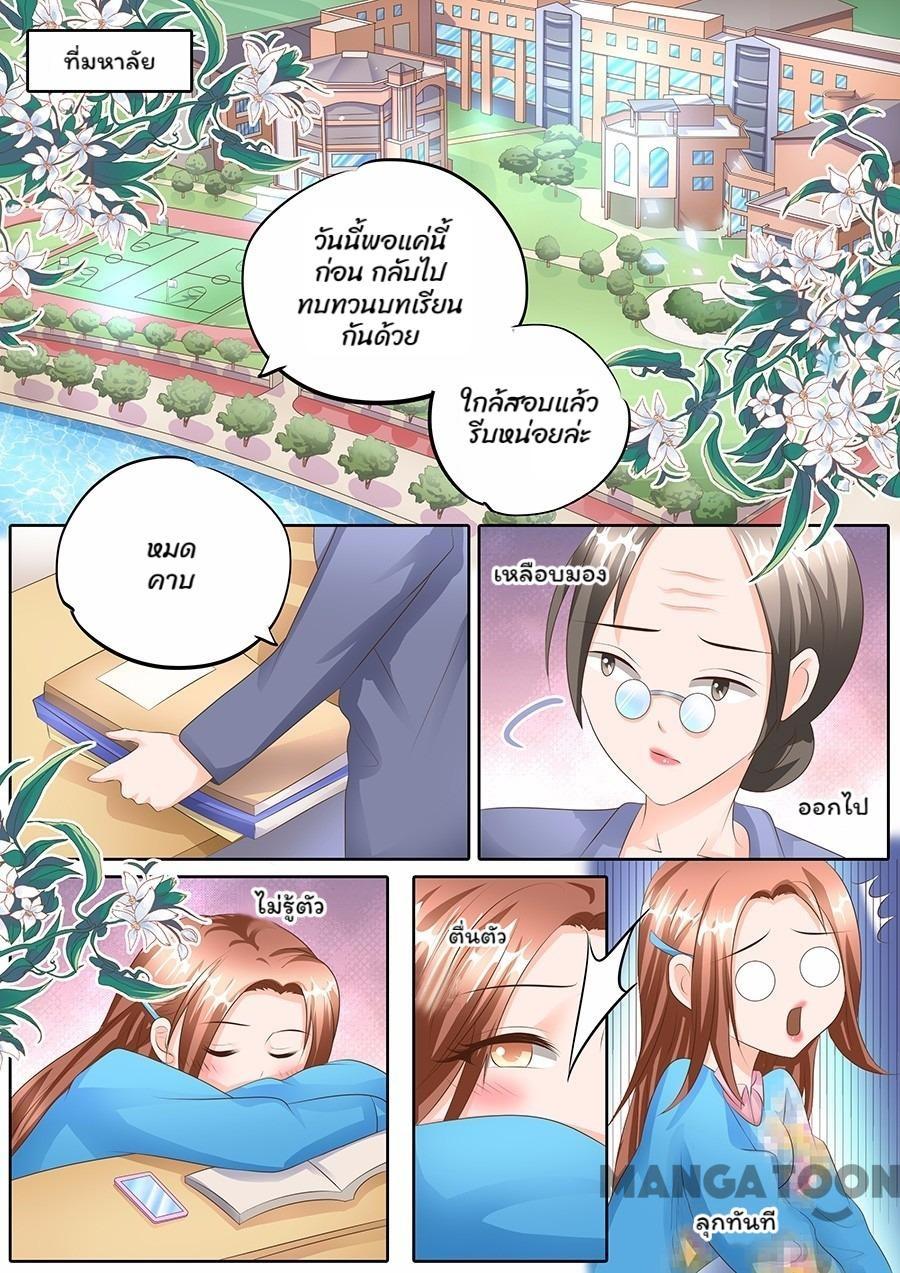 ที่มหาลัย
วันนี้พอแค่นี้
ก่อน กลับไป
ทบทวนบทเรียน
กันด้วย
ใกล้สอบแล้ว
รีบหน่อยล่ะ
หมด
คาบ
เหลือบมอง
ออกไป
ไม่รู้ตัว
ตื่นตัว
MANGATOON
ลุกทันที